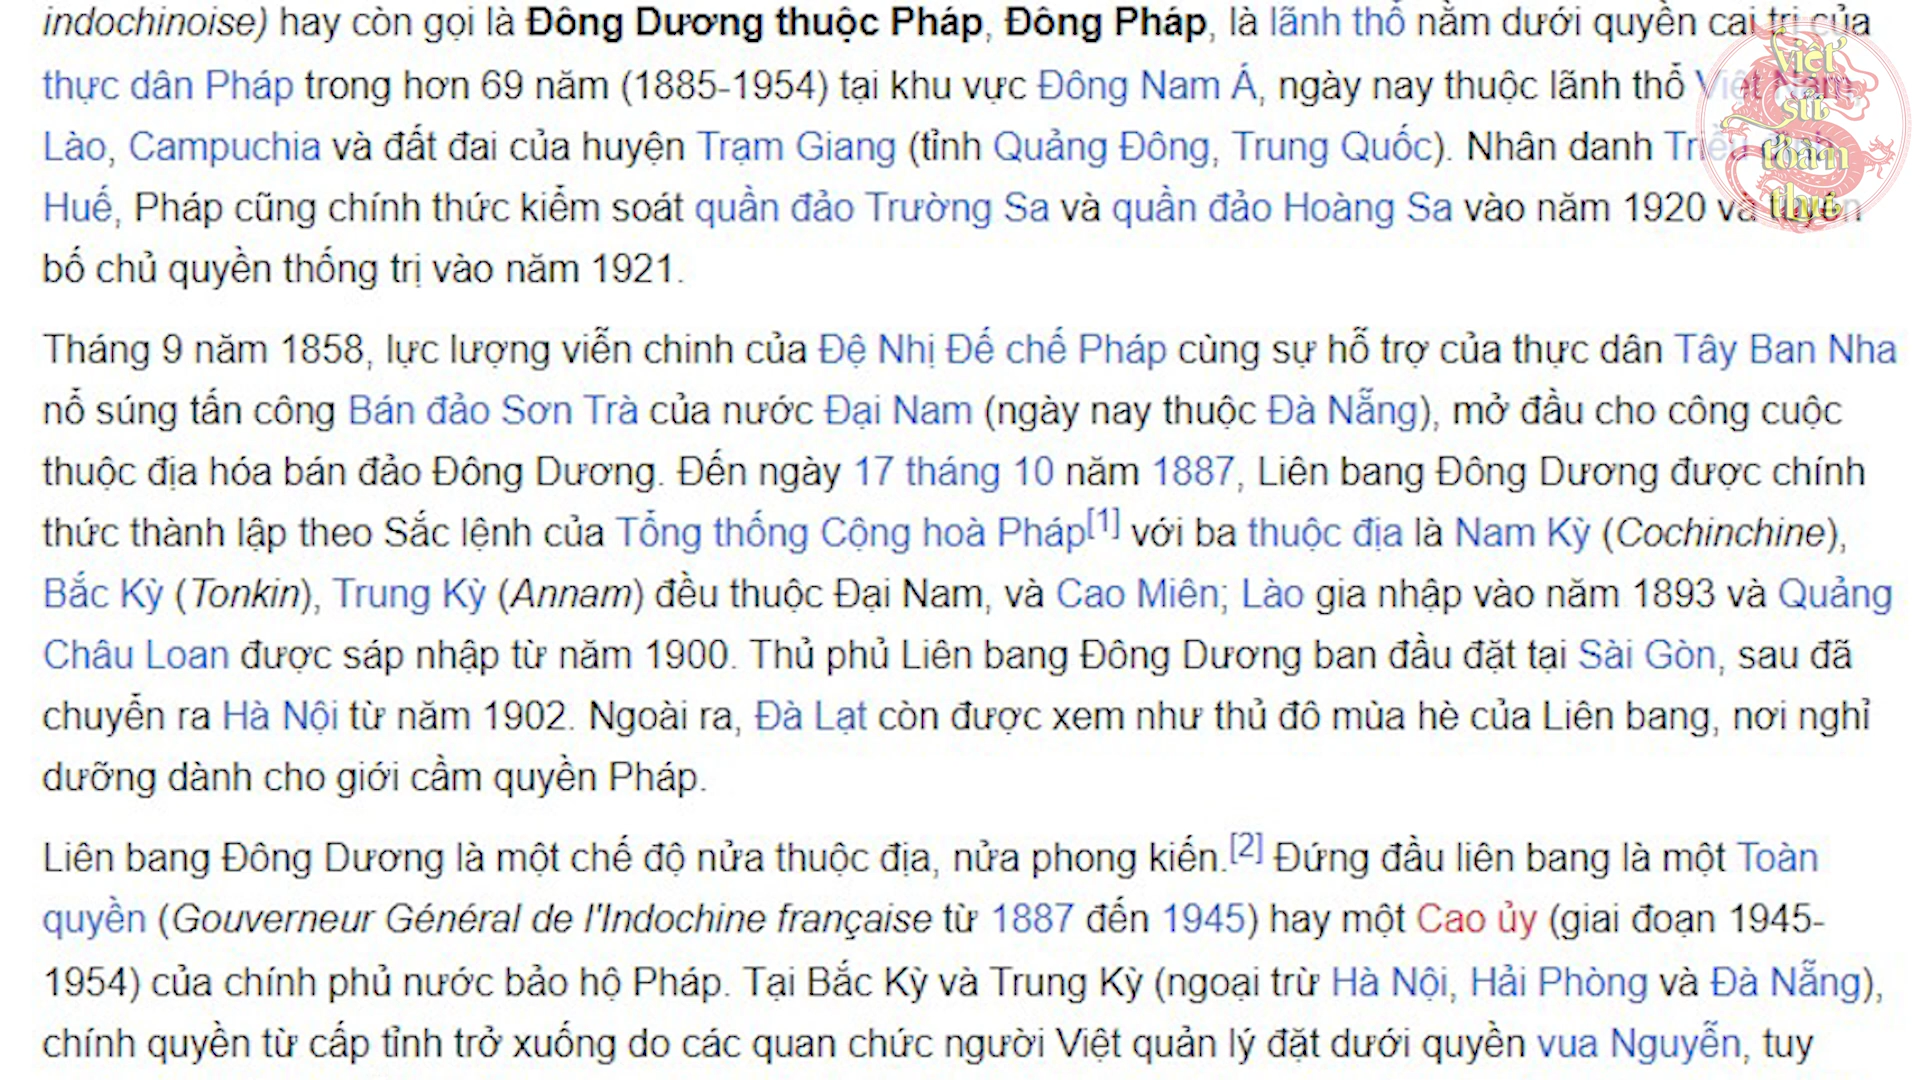 indochinoise) hay còn gọi là Đông Dương thuộc Pháp, Đông Pháp, là lãnh thổ nằm dưới quyền cai trị của
thực dân Pháp trong hơn 69 năm (1885-1954) tại khu vực Đông Nam Á, ngày nay thuộc lãnh thổ Việt Nam,
Lào, Campuchia và đất đai của huyện Trạm Giang (tỉnh Quảng Đông, Trung Quốc). Nhân danh Triều đình
Huế, Pháp cũng chính thức kiểm soát quần đảo Trường Sa và quần đảo Hoàng Sa vào năm 1920 và tuyên
bố chủ quyền thống trị vào năm 1921.
Tháng 9 năm 1858, lực lượng viễn chinh của Đệ Nhị Đế chế Pháp cùng sự hỗ trợ của thực dân Tây Ban Nha
nổ súng tấn công Bán đảo Sơn Trà của nước Đại Nam (ngày nay thuộc Đà Nẵng), mở đầu cho công cuộc
thuộc địa hóa bán đảo Đông Dương. Đến ngày 17 tháng 10 năm 1887, Liên bang Đông Dương được chính
thức thành lập theo Sắc lệnh của Tổng thống Cộng hoà Pháp[1] với ba thuộc địa là Nam Kỳ (Cochinchine),
Bắc Kỳ (Tonkin), Trung Kỳ (Annam) đều thuộc Đại Nam, và Cao Miên; Lào gia nhập vào năm 1893 và Quảng
Châu Loan được sáp nhập từ năm 1900. Thủ phủ Liên bang Đông Dương ban đầu đặt tại Sài Gòn, sau đã
chuyển ra Hà Nội từ năm 1902. Ngoài ra, Đà Lạt còn được xem như thủ đô mùa hè của Liên bang, nơi nghỉ
dưỡng dành cho giới cầm quyền Pháp.
Liên bang Đông Dương là một chế độ nửa thuộc địa, nửa phong kiến.[2] Đứng đầu liên bang là một Toàn
quyền (Gouverneur Général de l'Indochine française từ 1887 đến 1945) hay một Cao ủy (giai đoạn 1945-
1954) của chính phủ nước bảo hộ Pháp. Tại Bắc Kỳ và Trung Kỳ (ngoại trừ Hà Nội, Hải Phòng và Đà Nẵng),
chính quyền từ cấp tỉnh trở xuống do các quan chức người Việt quản lý đặt dưới quyền vua Nguyễn, tuy
việt
sử
toàn
thư